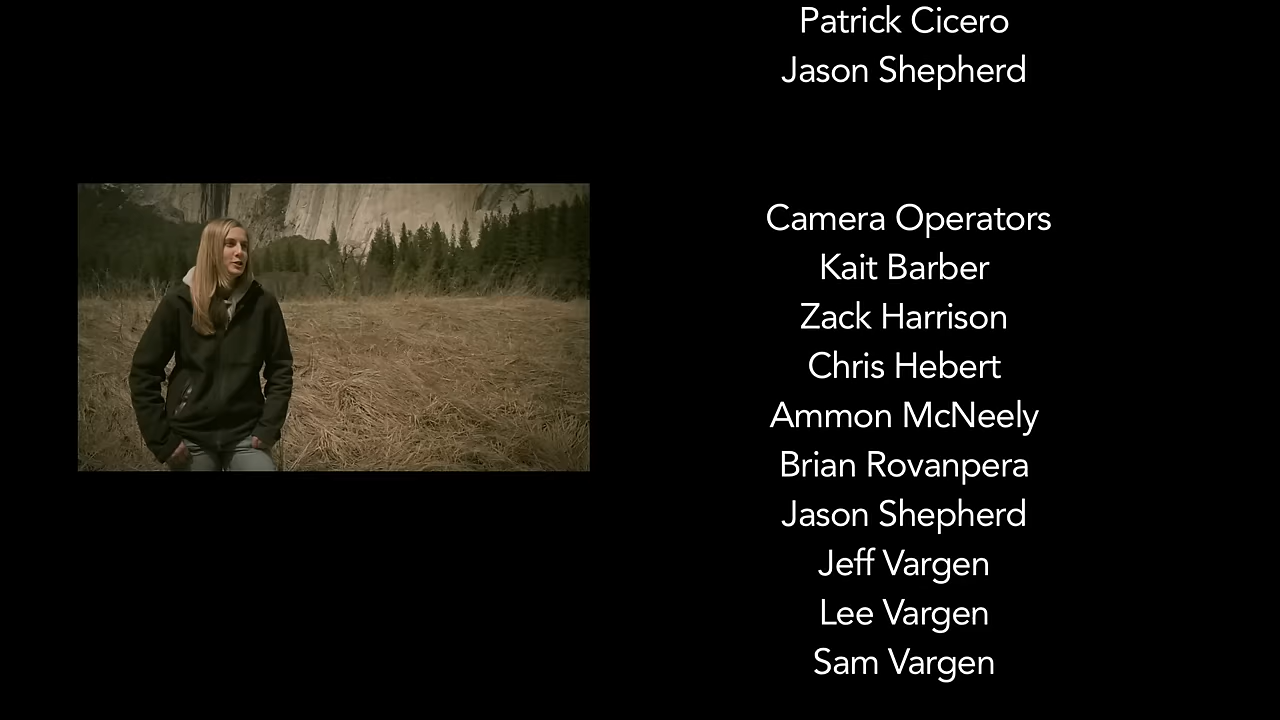 Patrick Cicero
Jason Shepherd
Camera Operators
Kait Barber
Zack Harrison
Chris Hebert
Ammon McNeely
Brian Rovanpera
Jason Shepherd
Jeff Vargen
Lee Vargen
Sam Vargen